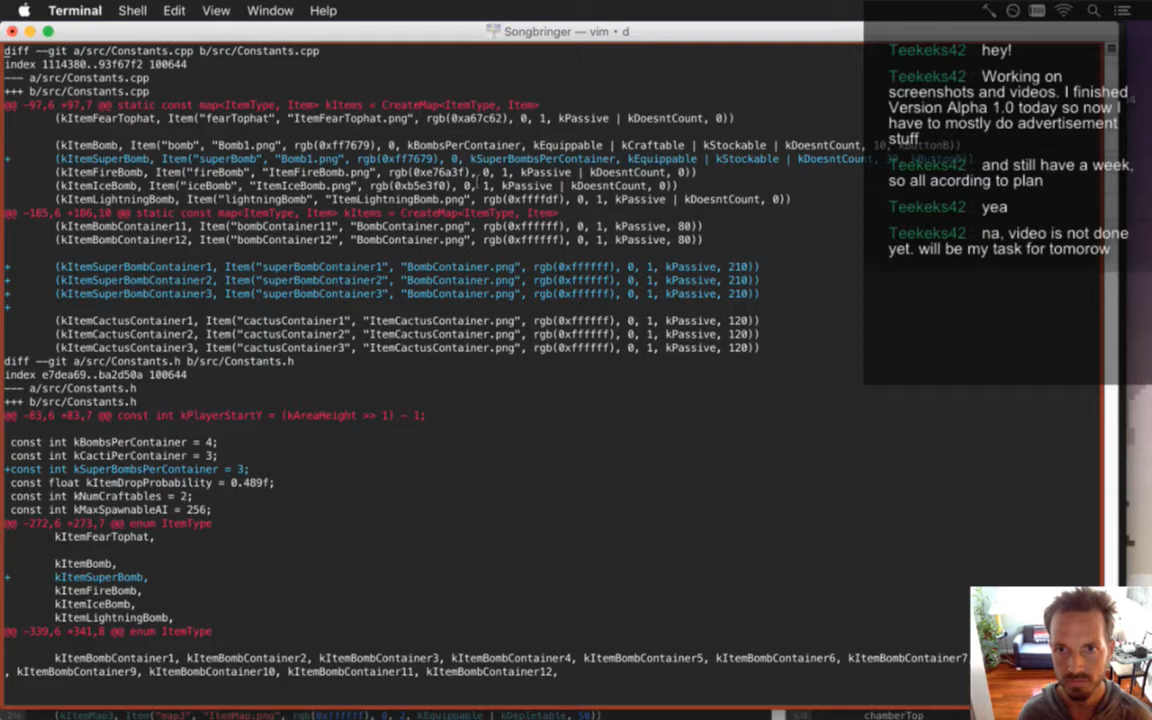 Terminal Shell Edit View Window Help
Songbringer — vim • d
diff --git a/src/Constants.cpp b/src/Constants.cpp
index 1114380..93f67f2 100644
--- a/src/Constants.cpp
+++ b/src/Constants.cpp
@@ -97,6 +97,7 @@ static const map<ItemType, Item> kItems = CreateMap<ItemType, Item>
(kItemFearTophat, Item("fearTophat", "ItemFearTophat.png", rgb(0xa67c62), 0, 1, kPassive | kDoesntCount, 0))
(kItemBomb, Item("bomb", "Bomb1.png", rgb(0xff7679), 0, kBombsPerContainer, kEquippable | kCraftable | kStockable | kDoesntCount, 10, kButtonB))
+ (kItemSuperBomb, Item("superBomb", "Bomb1.png", rgb(0xff7679), 0, kSuperBombsPerContainer, kEquippable | kStockable | kDoesntCount,
(kItemFireBomb, Item("fireBomb", "ItemFireBomb.png", rgb(0xe76a3f), 0, 1, kPassive | kDoesntCount, 0))
(kItemIceBomb, Item("iceBomb", "ItemIceBomb.png", rgb(0xb5e3f0), 0, 1, kPassive | kDoesntCount, 0))
(kItemLightningBomb, Item("lightningBomb", "ItemLightningBomb.png", rgb(0xffffdf), 0, 1, kPassive | kDoesntCount, 0))
@@ -185,6 +186,10 @@ static const map<ItemType, Item> kItems = CreateMap<ItemType, Item>
(kItemBombContainer11, Item("bombContainer11", "BombContainer.png", rgb(0xffffff), 0, 1, kPassive, 80))
(kItemBombContainer12, Item("bombContainer12", "BombContainer.png", rgb(0xffffff), 0, 1, kPassive, 80))
+ (kItemSuperBombContainer1, Item("superBombContainer1", "BombContainer.png", rgb(0xffffff), 0, 1, kPassive, 210))
+ (kItemSuperBombContainer2, Item("superBombContainer2", "BombContainer.png", rgb(0xffffff), 0, 1, kPassive, 210))
+ (kItemSuperBombContainer3, Item("superBombContainer3", "BombContainer.png", rgb(0xffffff), 0, 1, kPassive, 210))
+
(kItemCactusContainer1, Item("cactusContainer1", "ItemCactusContainer.png", rgb(0xffffff), 0, 1, kPassive, 120))
(kItemCactusContainer2, Item("cactusContainer2", "ItemCactusContainer.png", rgb(0xffffff), 0, 1, kPassive, 120))
(kItemCactusContainer3, Item("cactusContainer3", "ItemCactusContainer.png", rgb(0xffffff), 0, 1, kPassive, 120))
diff --git a/src/Constants.h b/src/Constants.h
index e7dea69..ba2d50a 100644
--- a/src/Constants.h
+++ b/src/Constants.h
@@ -83,6 +83,7 @@ const int kPlayerStartY = (kAreaHeight >> 1) - 1;
const int kBombsPerContainer = 4;
const int kCactiPerContainer = 3;
+const int kSuperBombsPerContainer = 3;
const float kItemDropProbability = 0.489f;
const int kNumCraftables = 2;
const int kMaxSpawnableAI = 256;
@@ -272,6 +273,7 @@ enum ItemType
kItemFearTophat,
kItemBomb,
+ kItemSuperBomb,
kItemFireBomb,
kItemIceBomb,
kItemLightningBomb,
@@ -339,6 +341,8 @@ enum ItemType
kItemBombContainer1, kItemBombContainer2, kItemBombContainer3, kItemBombContainer4, kItemBombContainer5, kItemBombContainer6, kItemBombContainer7
, kItemBombContainer9, kItemBombContainer10, kItemBombContainer11, kItemBombContainer12,
(kItemMap3, Item("map3", "ItemMap.png", rgb(0xffffff), 0, 2, kEquippable | kDepletable, 50))
chamberTop
Teekeks42 hey!
Teekeks42 Working on
screenshots and videos. I finished
Version Alpha 1.0 today so now I
have to mostly do advertisement
stuff
Teekeks42 and still have a week,
so all acording to plan
Teekeks42 yea
Teekeks42 na, video is not done
yet. will be my task for tomorow